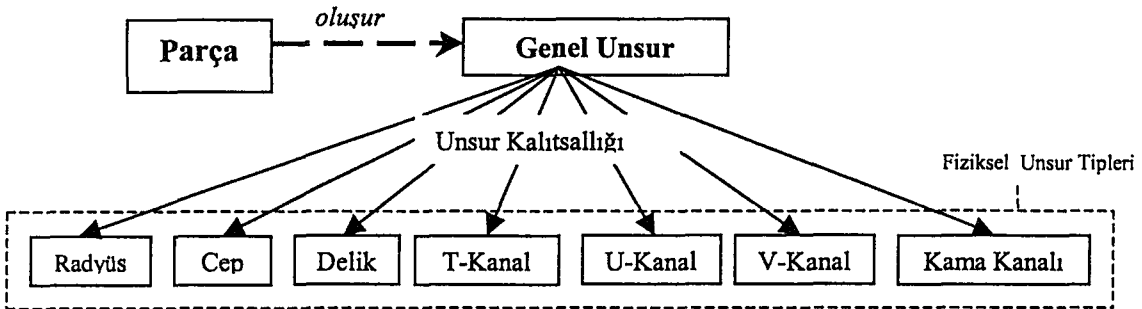 oluşur
Parça
Genel Unsur
Unsur Kalıtsallığı
Fiziksel Unsur Tipleri
Radyüs
Cep
Delik
T-Kanal
U-Kanal
V-Kanal
Kama Kanalı